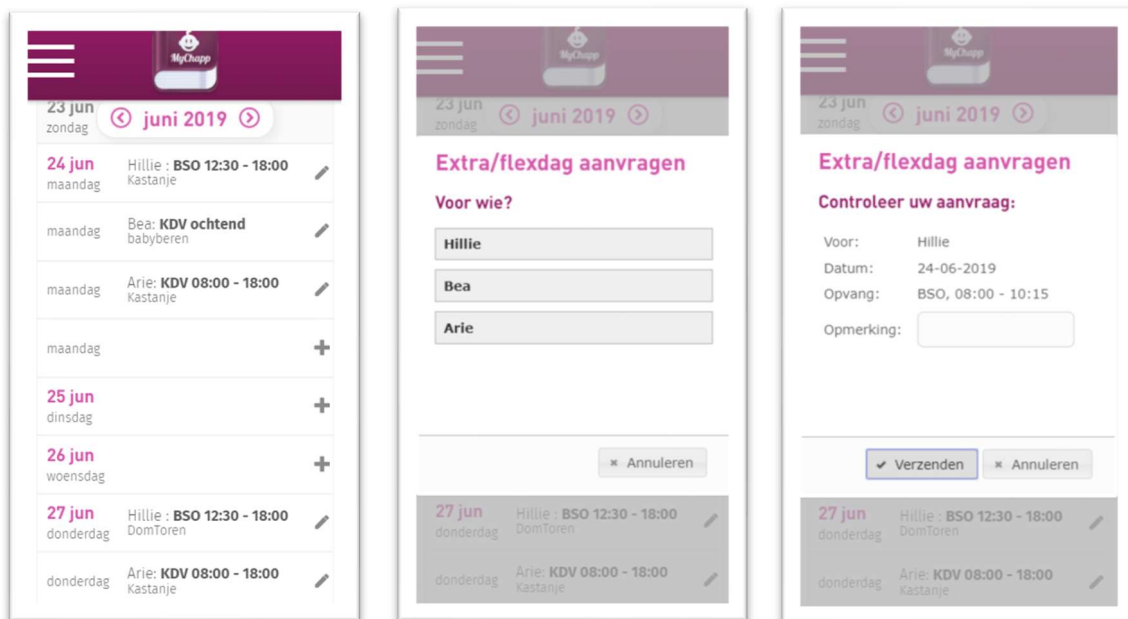 MyChapp
23 jun
zondag
juni 2019
24 jun
maandag
Hillie : BSO 12:30 - 18:00
Kastanje
maandag
Bea: KDV ochtend
babyberen
maandag
Arie: KDV 08:00 - 18:00
Kastanje
maandag
25 jun
dinsdag
26 jun
woensdag
27 jun
donderdag
Hillie : BSO 12:30 - 18:00
DomToren
donderdag
Arie: KDV 08:00 - 18:00
Kastanje
MyChapp
23 jun
zondag
juni 2019
Extra/flexdag aanvragen
Voor wie?
Hillie
Bea
Arie
Annuleren
27 jun
donderdag
Hillie : BSO 12:30 - 18:00
DomToren
donderdag
Arie: KDV 08:00 - 18:00
Kastanje
MyChapp
23 jun
zondag
juni 2019
Extra/flexdag aanvragen
Controleer uw aanvraag:
Voor: Hillie
Datum: 24-06-2019
Opvang: BSO, 08:00 - 10:15
Opmerking:
Verzenden Annuleren
27 jun
donderdag
Hillie : BSO 12:30 - 18:00
DomToren
donderdag
Arie: KDV 08:00 - 18:00
Kastanje